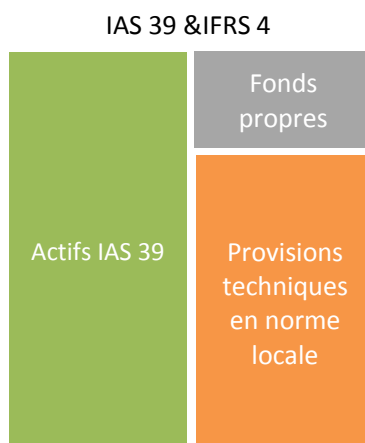 IAS 39 &IFRS 4
Fonds
propres
Actifs IAS 39
Provisions
techniques
en norme
locale